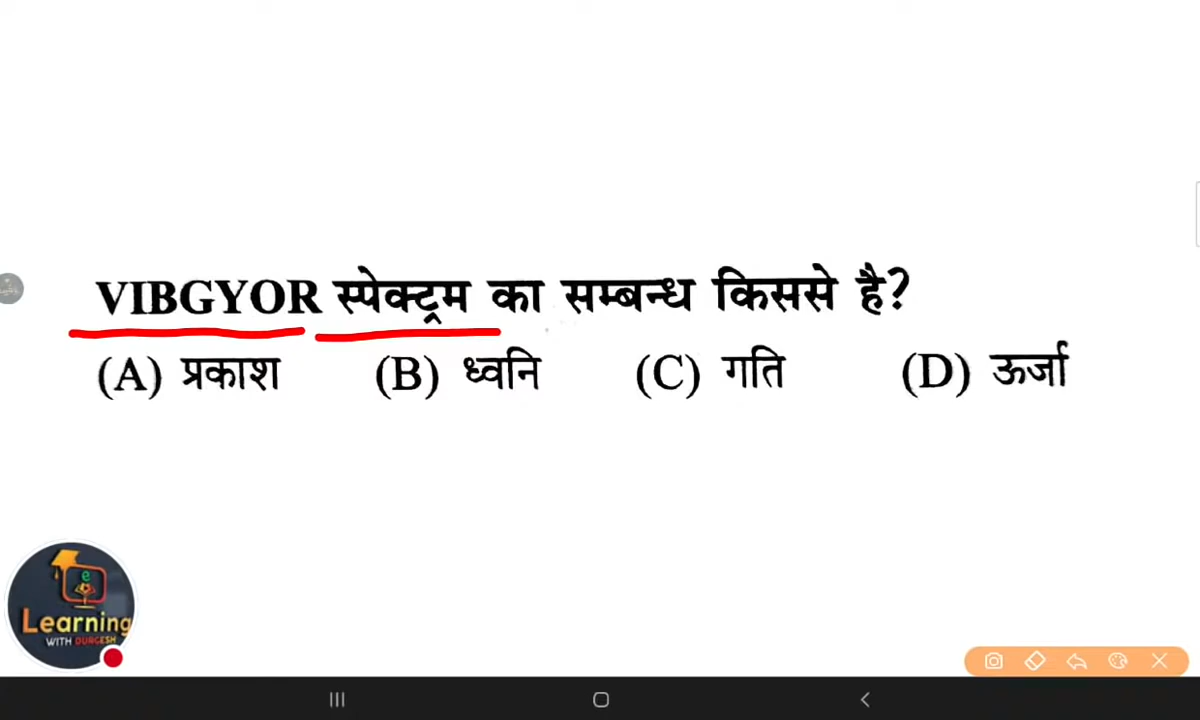 VIBGYOR स्पेक्ट्रम का सम्बन्ध किससे है?
(A) प्रकाश (B) ध्वनि (C) गति (D) ऊर्जा
e
Learning
WITH DURGESH